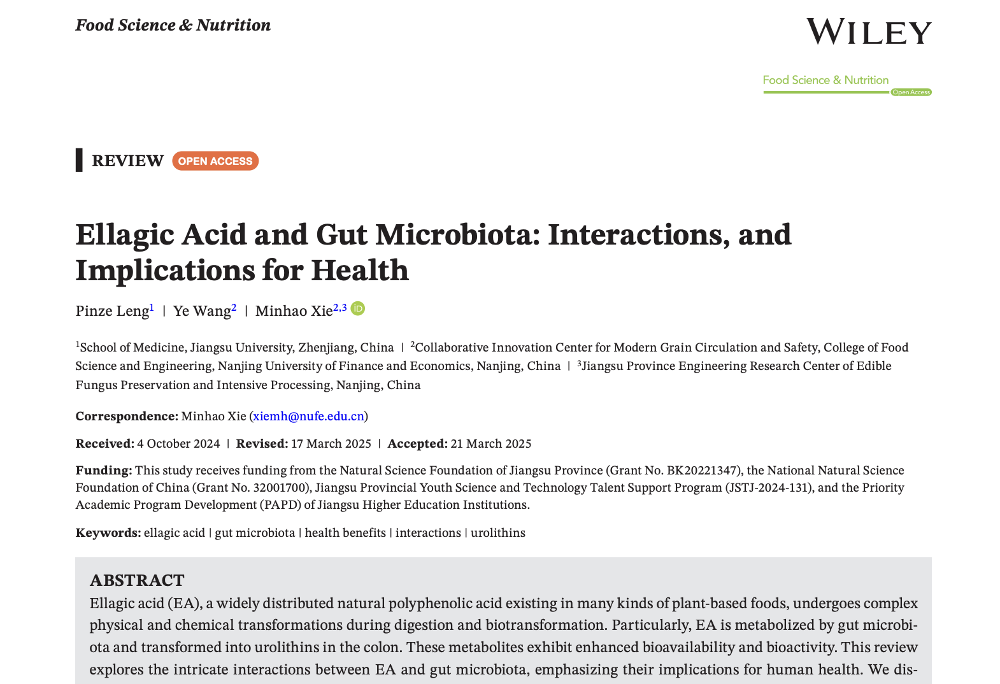 Food Science & Nutrition
WILEY
Food Science & Nutrition
Open Access
REVIEW OPEN ACCESS
Ellagic Acid and Gut Microbiota: Interactions, and
Implications for Health
Pinze Leng1 | Ye Wang2 | Minhao Xie2,3 iD
1School of Medicine, Jiangsu University, Zhenjiang, China | 2Collaborative Innovation Center for Modern Grain Circulation and Safety, College of Food
Science and Engineering, Nanjing University of Finance and Economics, Nanjing, China | 3Jiangsu Province Engineering Research Center of Edible
Fungus Preservation and Intensive Processing, Nanjing, China
Correspondence: Minhao Xie (xiemh@nufe.edu.cn)
Received: 4 October 2024 | Revised: 17 March 2025 | Accepted: 21 March 2025
Funding: This study receives funding from the Natural Science Foundation of Jiangsu Province (Grant No. BK20221347), the National Natural Science
Foundation of China (Grant No. 32001700), Jiangsu Provincial Youth Science and Technology Talent Support Program (JSTJ-2024-131), and the Priority
Academic Program Development (PAPD) of Jiangsu Higher Education Institutions.
Keywords: ellagic acid | gut microbiota | health benefits | interactions | urolithins
ABSTRACT
Ellagic acid (EA), a widely distributed natural polyphenolic acid existing in many kinds of plant-based foods, undergoes complex
physical and chemical transformations during digestion and biotransformation. Particularly, EA is metabolized by gut microbi-
ota and transformed into urolithins in the colon. These metabolites exhibit enhanced bioavailability and bioactivity. This review
explores the intricate interactions between EA and gut microbiota, emphasizing their implications for human health. We dis-